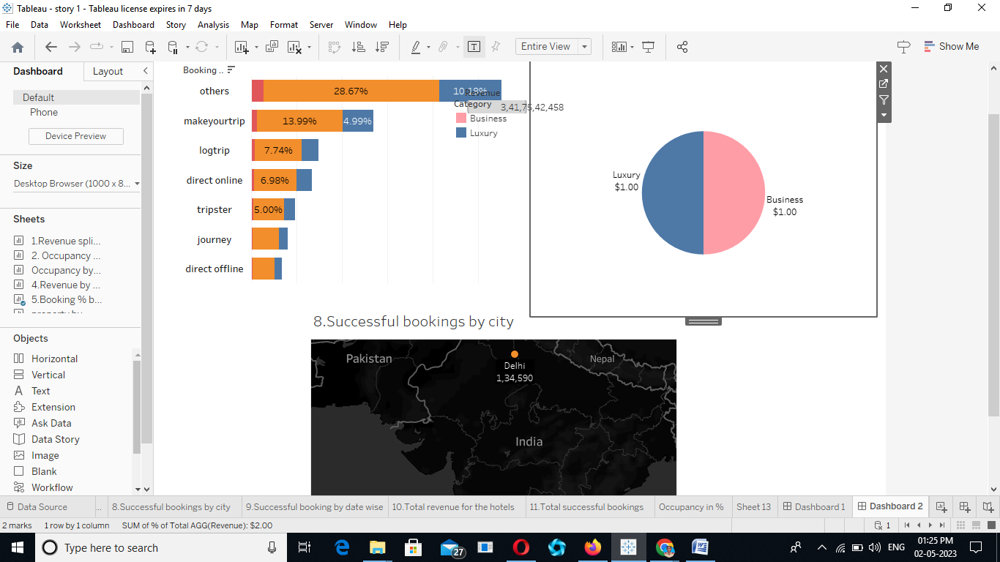 Tableau - story 1 - Tableau license expires in 7 days
File Data Worksheet Dashboard Story Analysis Map Format Server Window Help
Entire View
Show Me
Dashboard Layout
Default
Phone
Device Preview
Size
Desktop Browser (1000 x 8...
Sheets
1.Revenue spli...
2. Occupancy ...
Occupancy by...
4.Revenue by ...
5.Booking % b...
Objects
Horizontal
Vertical
Text
Extension
Ask Data
Data Story
Image
Blank
Workflow
Booking ..
others 28.67% 10.18%
makeyourtrip 13.99% 4.99%
logtrip 7.74%
direct online 6.98%
tripster 5.00%
journey
direct offline
Revenue
Category
3,41,75,42,458
Business
Luxury
Luxury
$1.00
Business
$1.00
8.Successful bookings by city
Pakistan
Delhi
1,34,590
Nepal
India
Data Source ... 8.Successful bookings by city 9.Successful booking by date wise 10.Total revenue for the hotels 11.Total successful bookings Occupancy in % Sheet 13 Dashboard 1 Dashboard 2
2 marks 1 row by 1 column SUM of % of Total AGG(Revenue): $2.00 1
Type here to search
27
ENG
01:25 PM
02-05-2023